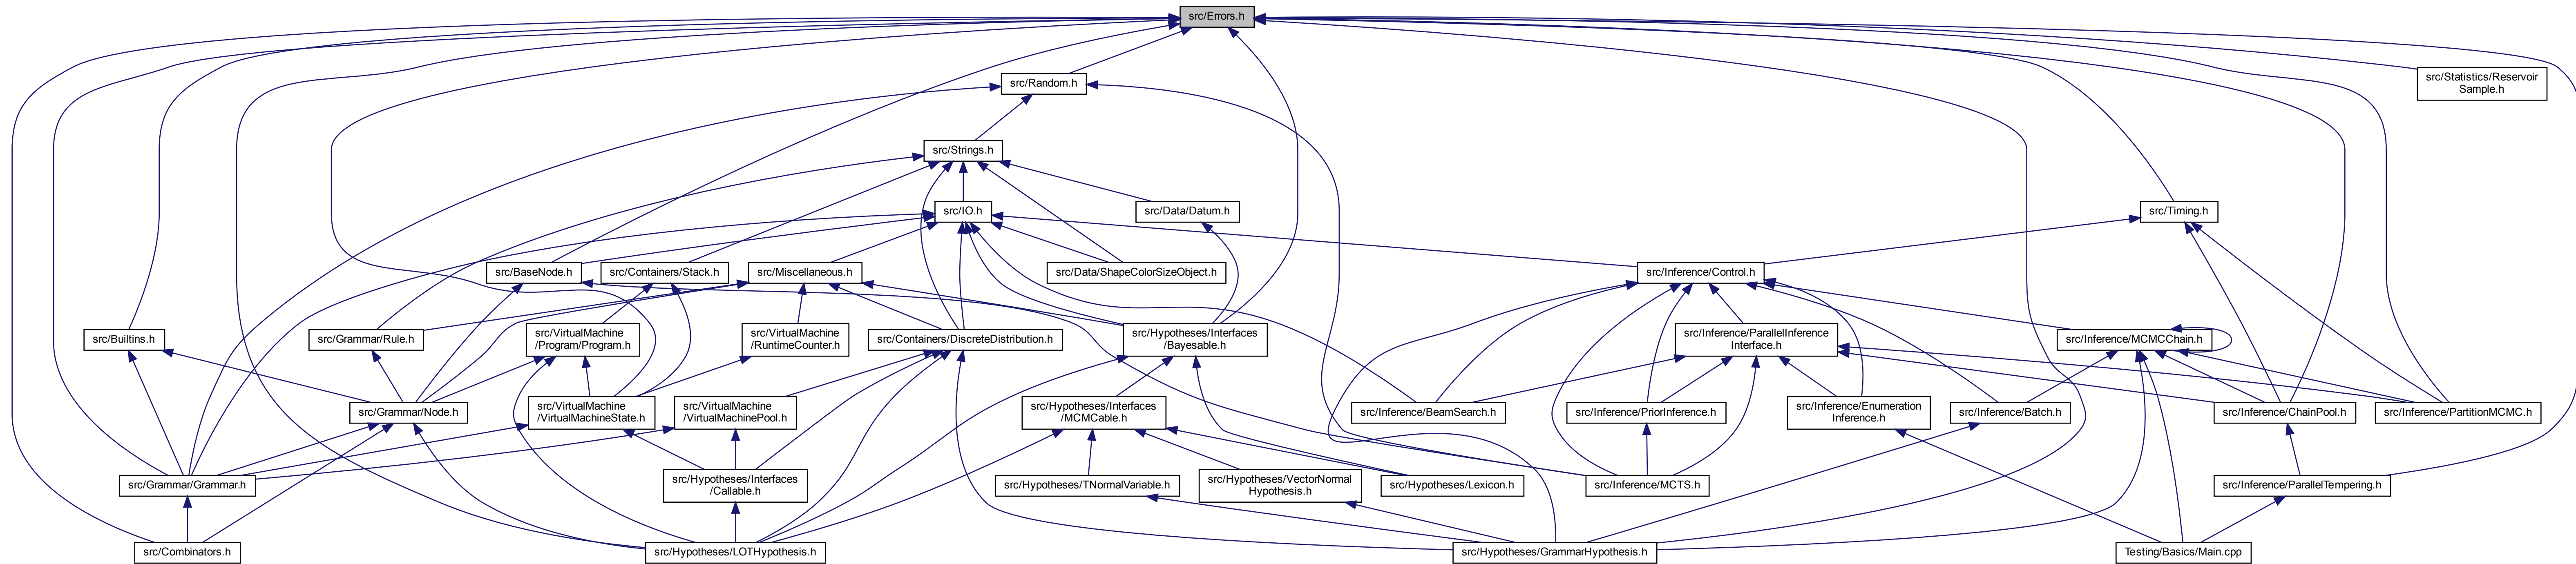 src/Errors.h
src/Random.h
src/Statistics/Reservoir
Sample.h
src/Strings.h
src/IO.h
src/Data/Datum.h
src/Timing.h
src/BaseNode.h
src/Containers/Stack.h
src/Miscellaneous.h
src/Data/ShapeColorSizeObject.h
src/Inference/Control.h
src/Builtins.h
src/Grammar/Rule.h
src/VirtualMachine
/Program/Program.h
src/VirtualMachine
/RuntimeCounter.h
src/Containers/DiscreteDistribution.h
src/Hypotheses/Interfaces
/Bayesable.h
src/Inference/ParallelInference
Interface.h
src/Inference/MCMCChain.h
src/Grammar/Node.h
src/VirtualMachine
/VirtualMachineState.h
src/VirtualMachine
/VirtualMachinePool.h
src/Hypotheses/Interfaces
/MCMCable.h
src/Inference/BeamSearch.h
src/Inference/PriorInference.h
src/Inference/Enumeration
Inference.h
src/Inference/Batch.h
src/Inference/ChainPool.h
src/Inference/PartitionMCMC.h
src/Grammar/Grammar.h
src/Hypotheses/Interfaces
/Callable.h
src/Hypotheses/TNormalVariable.h
src/Hypotheses/VectorNormal
Hypothesis.h
src/Hypotheses/Lexicon.h
src/Inference/MCTS.h
src/Inference/ParallelTempering.h
src/Combinators.h
src/Hypotheses/LOTHypothesis.h
src/Hypotheses/GrammarHypothesis.h
Testing/Basics/Main.cpp